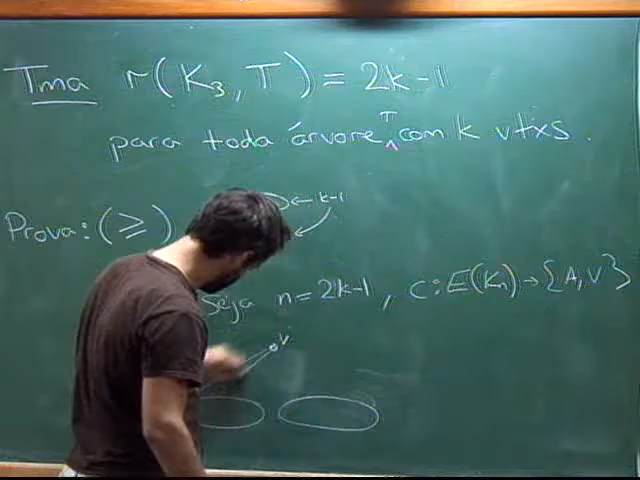 Tma r(K₃, T) = 2k-1
para toda árvore T com k vtxs.
Prova: (≥) k-1
Seja n = 2k-1, c: E(Kₙ) → {A, V}
v